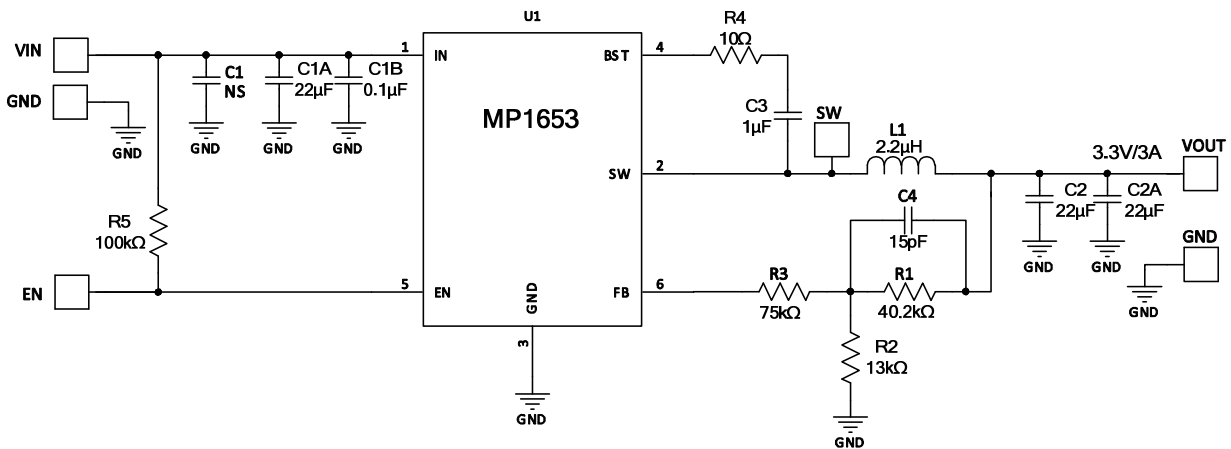 U1
R4
10Ω
VIN
1
IN
BST
4
C1
NS
C1A
22µF
C1B
0.1µF
GND
GND
GND
GND
GND
MP1653
C3
1µF
SW
L1
2.2µH
3.3V/3A
VOUT
SW
2
C4
15pF
C2
22µF
C2A
22µF
GND
GND
GND
GND
R5
100kΩ
EN
5
EN
GND
3
GND
FB
6
R3
75kΩ
R1
40.2kΩ
R2
13kΩ
GND